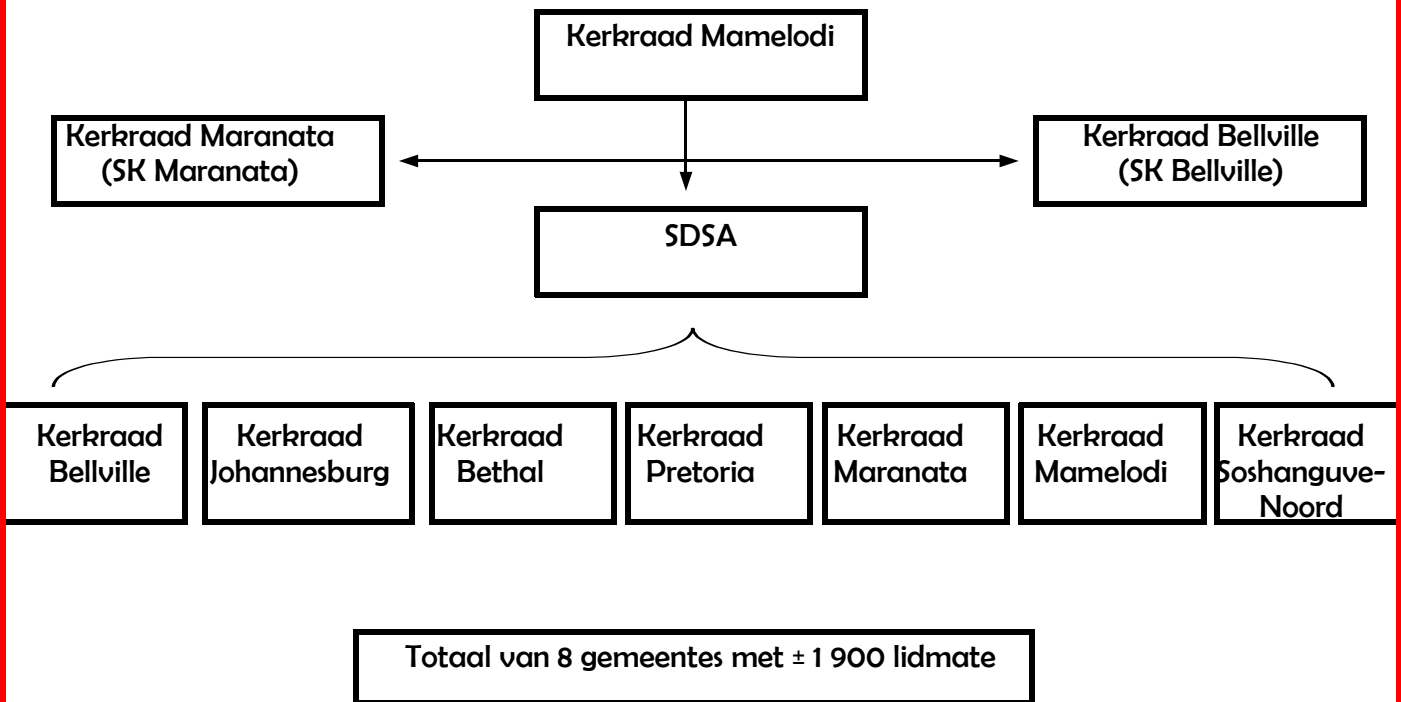 Kerkraad Mamelodi
Kerkraad Maranata
(SK Maranata)
Kerkraad Bellville
(SK Bellville)
SDSA
Kerkraad
Bellville
Kerkraad
Johannesburg
Kerkraad
Bethal
Kerkraad
Pretoria
Kerkraad
Maranata
Kerkraad
Mamelodi
Kerkraad
Soshanguve-
Noord
Totaal van 8 gemeentes met ± 1 900 lidmate